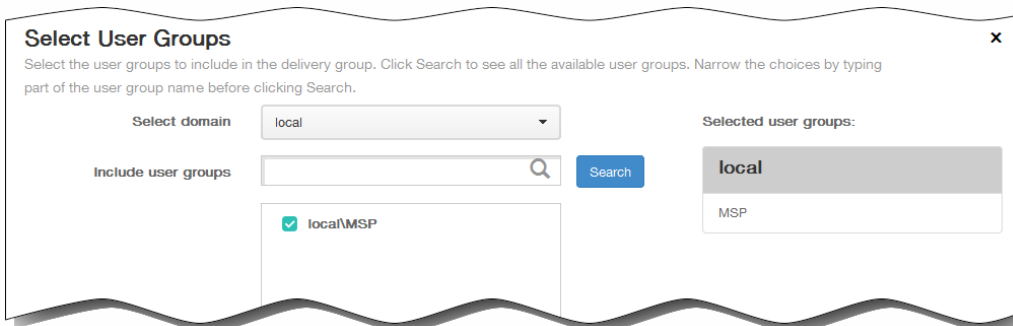 Select User Groups
x
Select the user groups to include in the delivery group. Click Search to see all the available user groups. Narrow the choices by typing
part of the user group name before clicking Search.
Select domain
local
Selected user groups:
Include user groups
Search
local
MSP
local\MSP